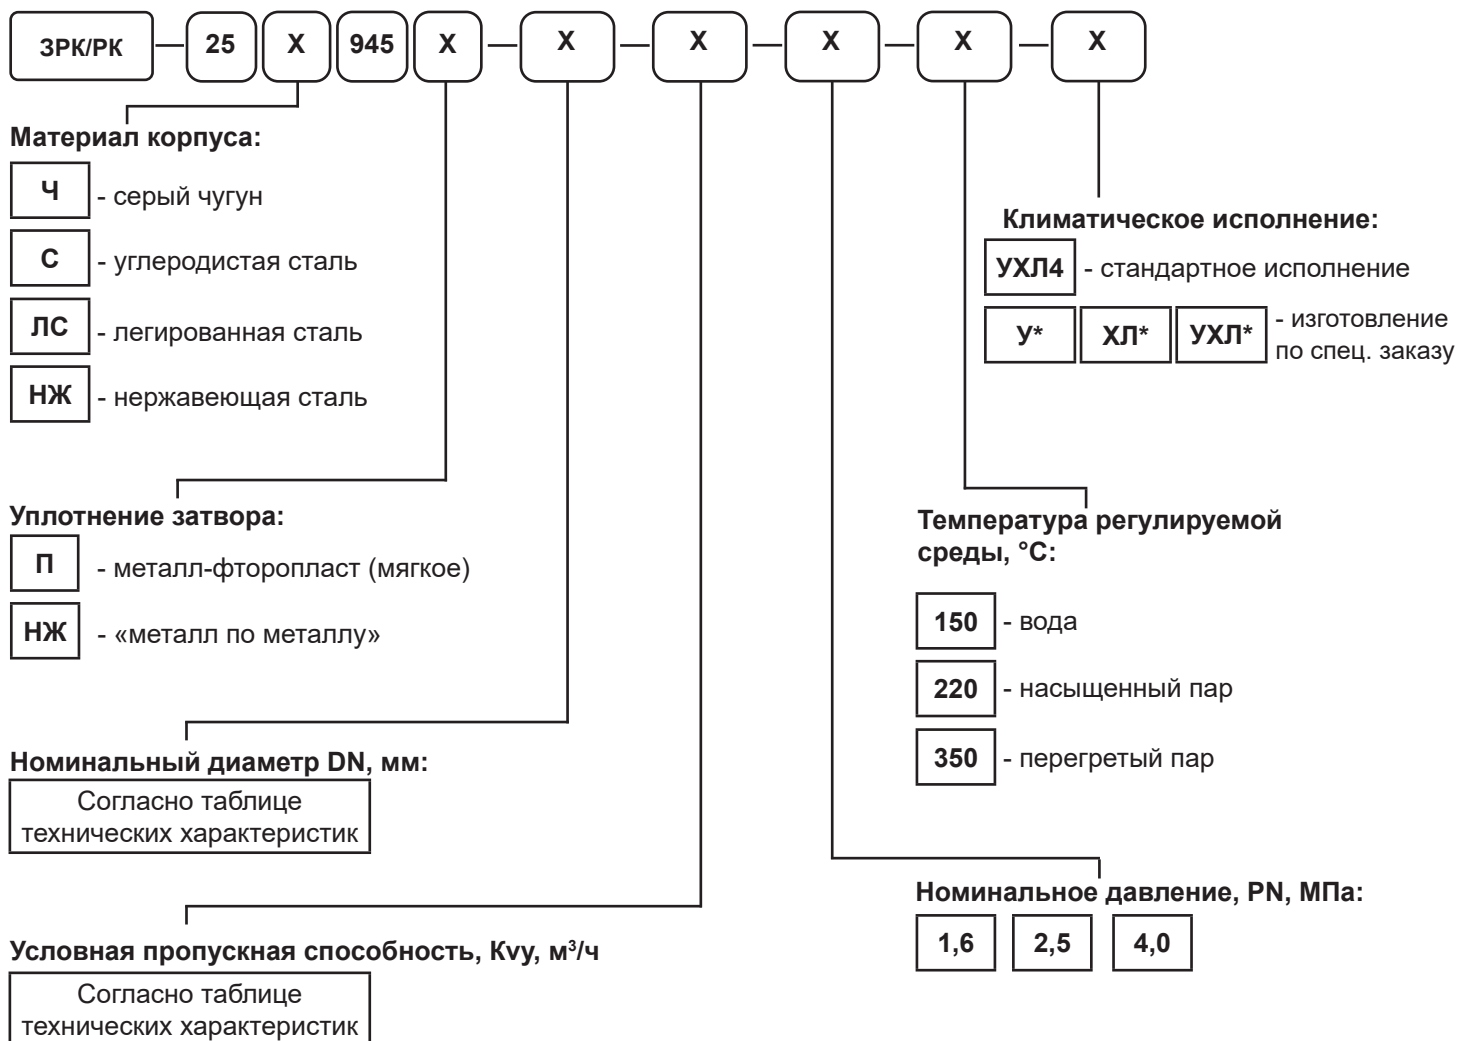 ЗРК/РК — 25 Х 945 Х — Х — Х — Х — Х — Х
Материал корпуса:
Ч - серый чугун
С - углеродистая сталь
ЛС - легированная сталь
НЖ - нержавеющая сталь
Уплотнение затвора:
П - металл-фторопласт (мягкое)
НЖ - «металл по металлу»
Номинальный диаметр DN, мм:
Согласно таблице
технических характеристик
Условная пропускная способность, Kvy, м³/ч
Согласно таблице
технических характеристик
Климатическое исполнение:
УХЛ4 - стандартное исполнение
У* ХЛ* УХЛ* - изготовление
по спец. заказу
Температура регулируемой
среды, °С:
150 - вода
220 - насыщенный пар
350 - перегретый пар
Номинальное давление, PN, МПа:
1,6 2,5 4,0